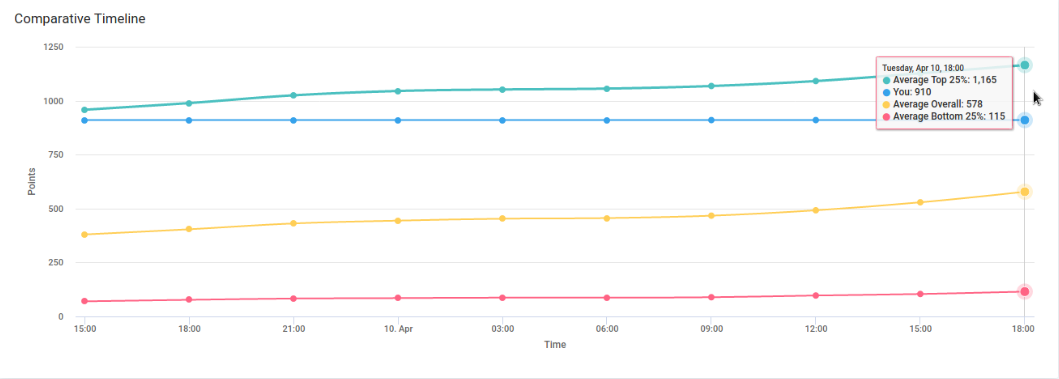 Comparative Timeline
1250
1000
750
500
250
0
Points
Tuesday, Apr 10, 18:00
Average Top 25%: 1,165
You: 910
Average Overall: 578
Average Bottom 25%: 115
15:00 18:00 21:00 10. Apr 03:00 06:00 09:00 12:00 15:00 18:00
Time